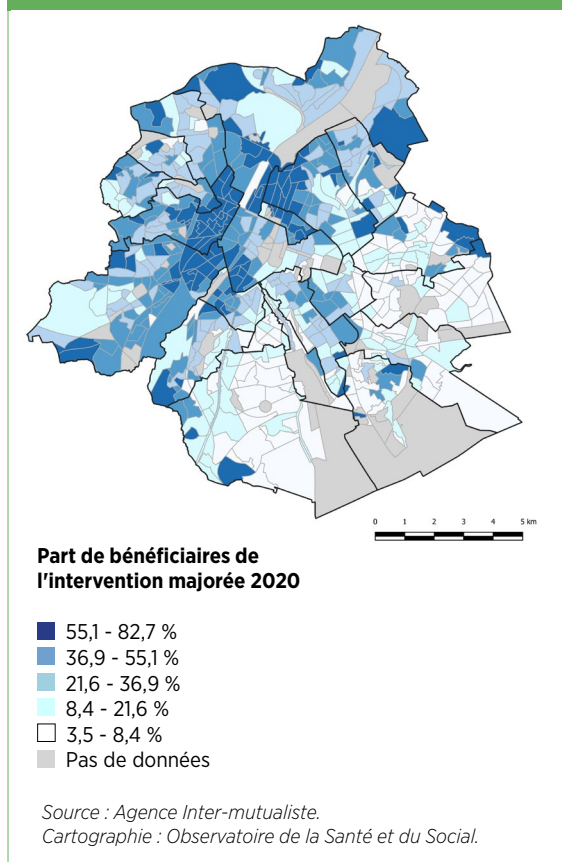 0 1 2 3 4 5 km
Part de bénéficiaires de
l'intervention majorée 2020
55,1 - 82,7 %
36,9 - 55,1 %
21,6 - 36,9 %
8,4 - 21,6 %
3,5 - 8,4 %
Pas de données
Source : Agence Inter-mutualiste.
Cartographie : Observatoire de la Santé et du Social.